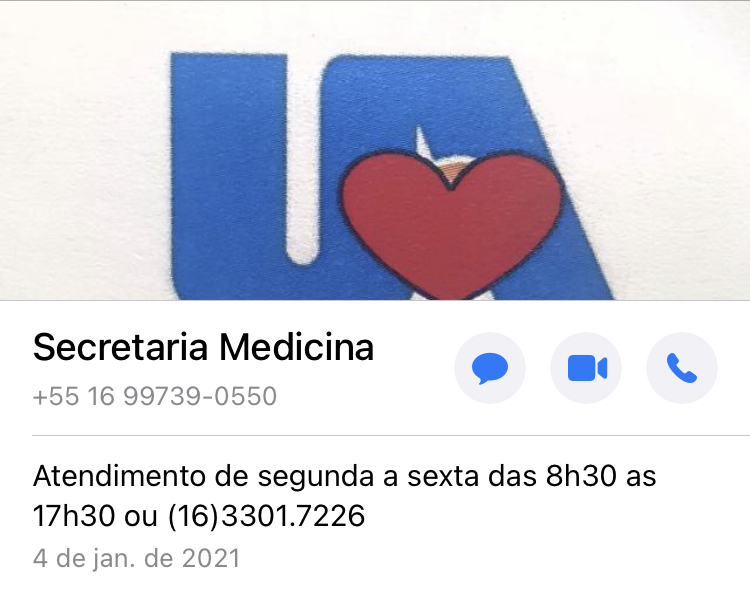 Secretaria Medicina
+55 16 99739-0550
Atendimento de segunda a sexta das 8h30 as
17h30 ou (16)3301.7226
4 de jan. de 2021